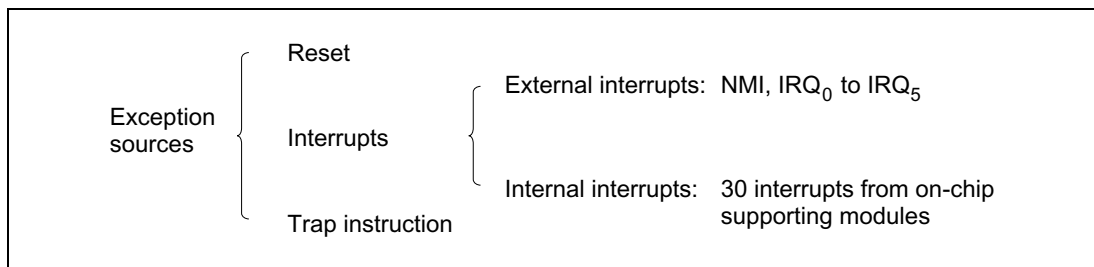 Exception
sources
Reset
Interrupts
Trap instruction
External interrupts: NMI, IRQ₀ to IRQ₅
Internal interrupts: 30 interrupts from on-chip
supporting modules